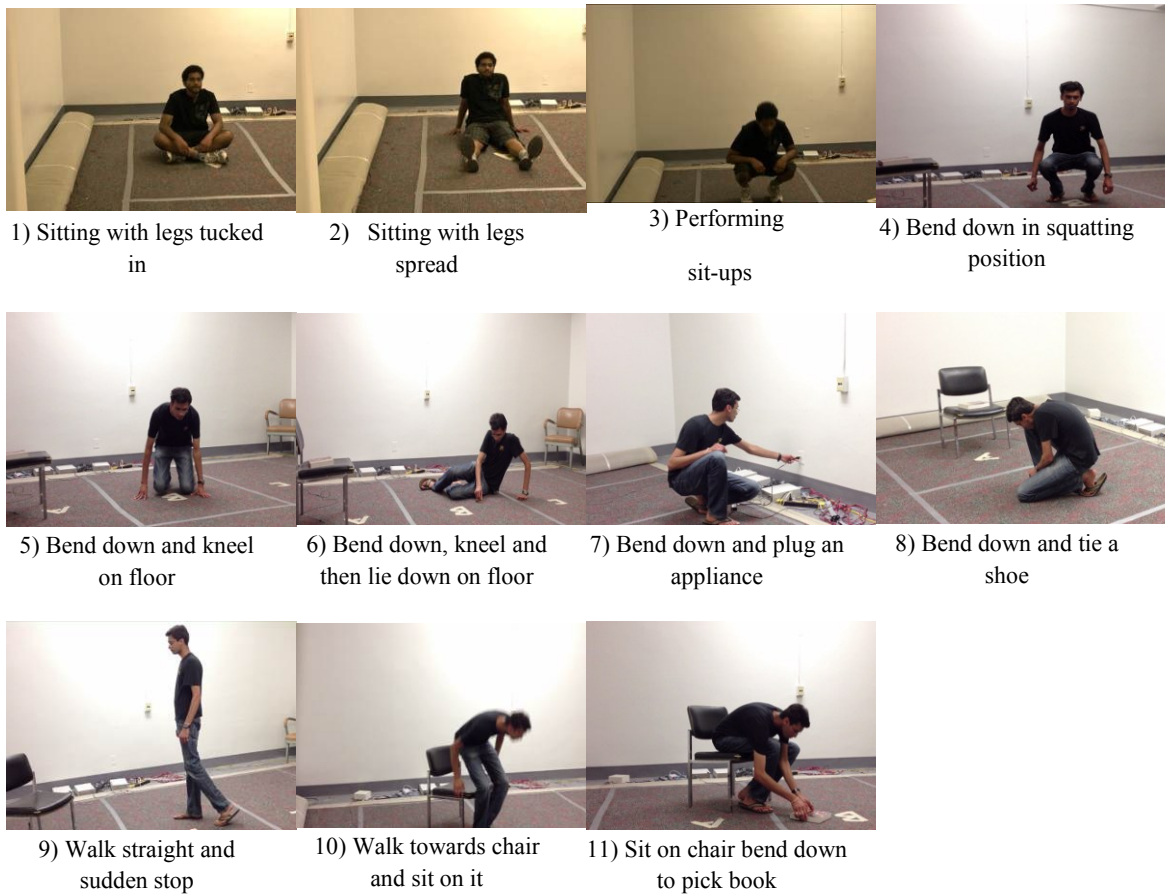 1) Sitting with legs tucked
in
2) Sitting with legs
spread
3) Performing
sit-ups
4) Bend down in squatting
position
5) Bend down and kneel
on floor
6) Bend down, kneel and
then lie down on floor
7) Bend down and plug an
appliance
8) Bend down and tie a
shoe
9) Walk straight and
sudden stop
10) Walk towards chair
and sit on it
11) Sit on chair bend down
to pick book